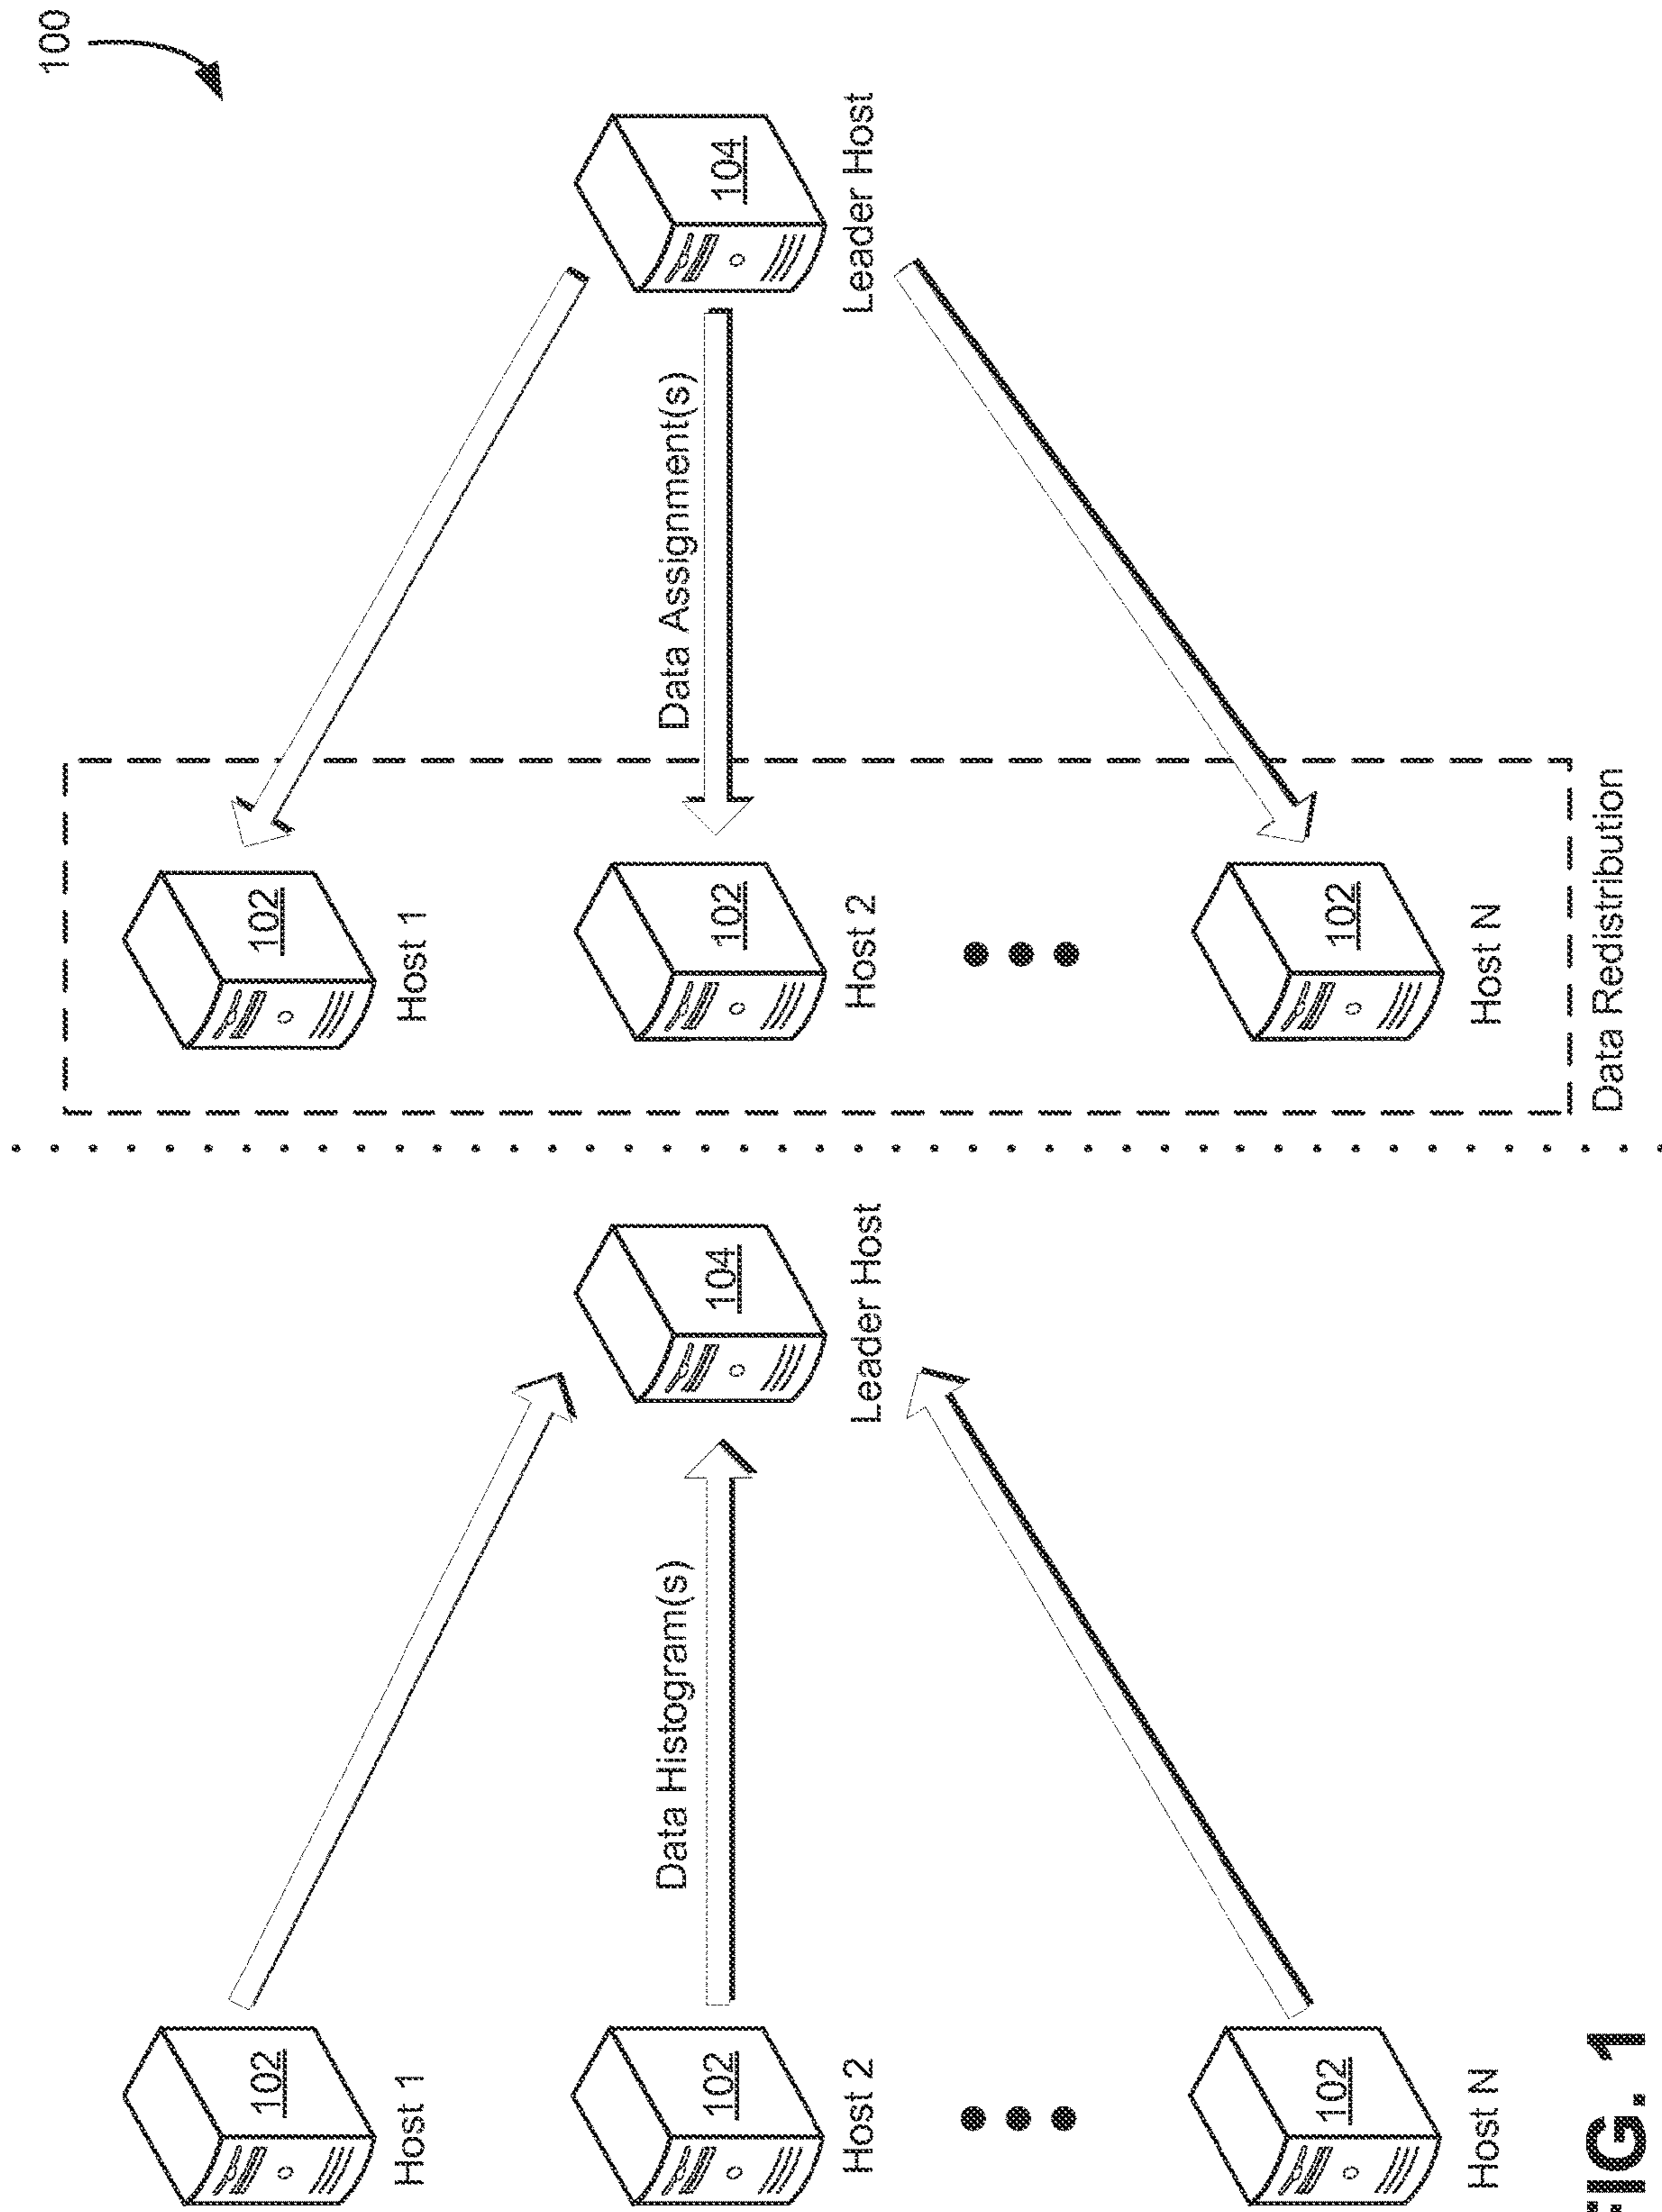 100
102
102
Host 1
Host 1
Data Histogram(s)
Data Assignment(s)
102
104
102
104
Host 2
Leader Host
Host 2
Leader Host
102
102
Host N
Host N
FIG. 1
Data Redistribution